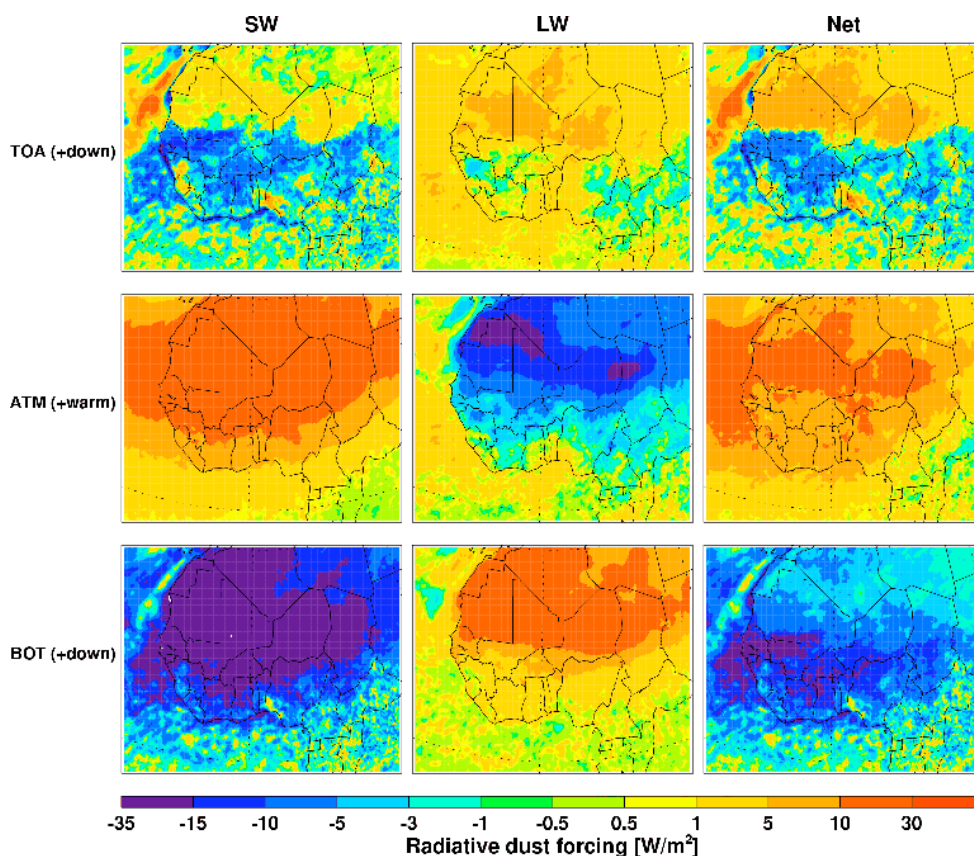 SW LW Net
TOA (+down)
ATM (+warm)
BOT (+down)
-35 -15 -10 -5 -3 -1 -0.5 0.5 1 5 10 30
Radiative dust forcing [W/m²]